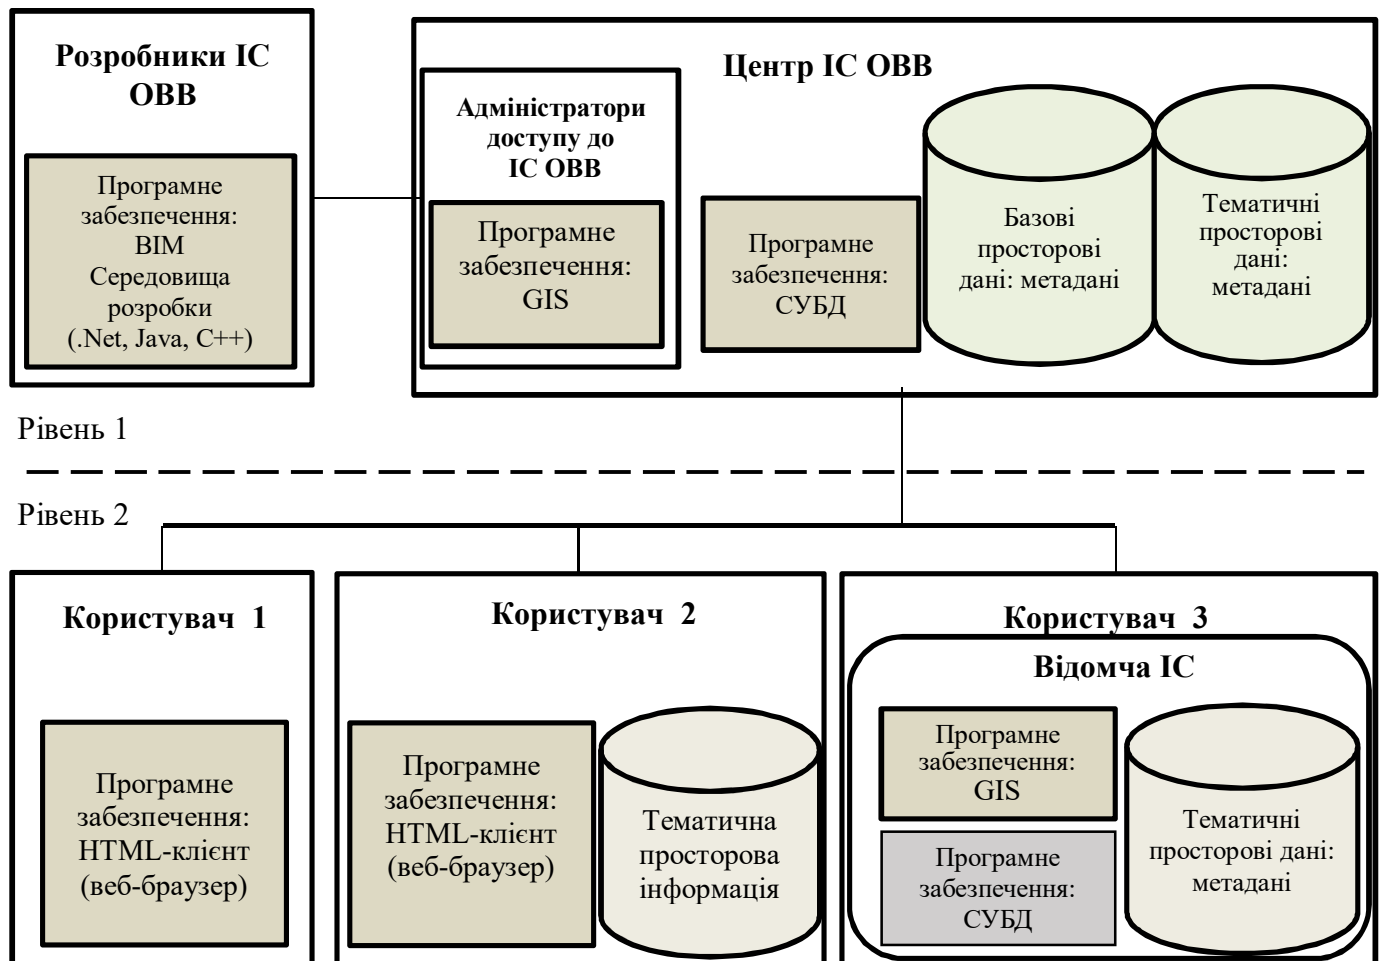 Розробники ІС
ОВВ
Програмне
забезпечення:
BIM
Середовища
розробки
(.Net, Java, C++)
Центр ІС ОВВ
Адміністратори
доступу до
ІС ОВВ
Програмне
забезпечення:
GIS
Програмне
забезпечення:
СУБД
Базові
просторові
дані: метадані
Тематичні
просторові
дані:
метадані
Рівень 1
Рівень 2
Користувач 1
Програмне
забезпечення:
HTML-клієнт
(веб-браузер)
Користувач 2
Програмне
забезпечення:
HTML-клієнт
(веб-браузер)
Тематична
просторова
інформація
Користувач 3
Відомча ІС
Програмне
забезпечення:
GIS
Програмне
забезпечення:
СУБД
Тематичні
просторові дані:
метадані